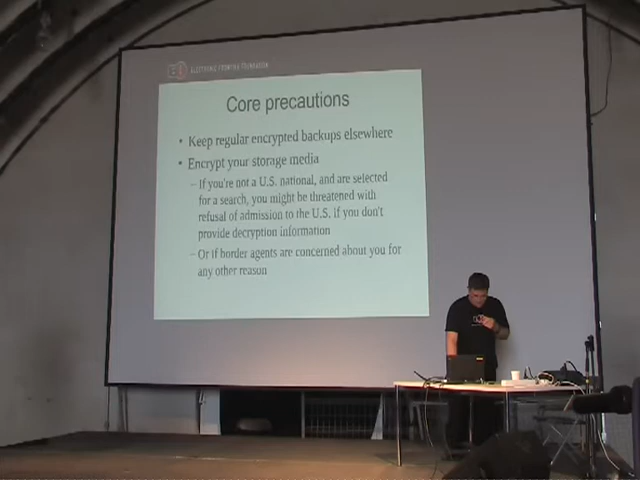 ELECTRONIC FRONTIER FOUNDATION
Core precautions
• Keep regular encrypted backups elsewhere
• Encrypt your storage media
– If you're not a U.S. national, and are selected
for a search, you might be threatened with
refusal of admission to the U.S. if you don't
provide decryption information
– Or if border agents are concerned about you for
any other reason